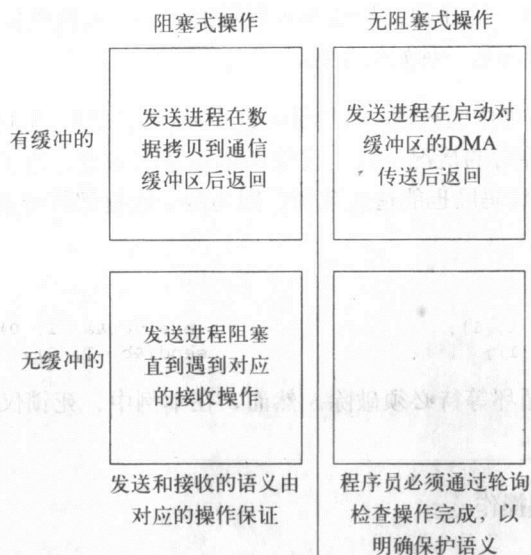 阻塞式操作
无阻塞式操作
有缓冲的
发送进程在数
据拷贝到通信
缓冲区后返回
发送进程在启动对
缓冲区的DMA
传送后返回
无缓冲的
发送进程阻塞
直到遇到对应
的接收操作
发送和接收的语义由
对应的操作保证
程序员必须通过轮询
检查操作完成，以
明确保护语义